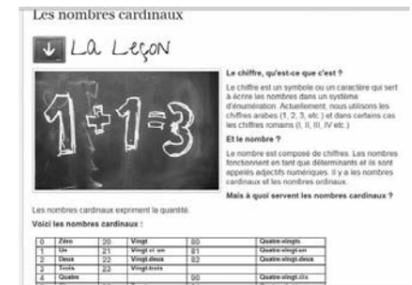 Les nombres cardinaux
La Leçon
1+1=3
Le chiffre, qu'est-ce que c'est ?
Le chiffre est un symbole ou un caractère qui sert
à écrire les nombres dans un système
d'énumération. Actuellement, nous utilisons les
chiffres arabes (1, 2, 3, etc.) et dans certains cas
les chiffres romains (I, II, III, IV etc.)
Et le nombre ?
Le nombre est composé de chiffres. Les nombres
fonctionnent en tant que déterminants et ils sont
appelés adjectifs numériques. Il y a les nombres
cardinaux et les nombres ordinaux.
Mais à quoi servent les nombres cardinaux ?
Les nombres cardinaux expriment la quantité.
Voici les nombres cardinaux :
0 Zéro 20 Vingt 80 Quatre-vingts
1 Un 21 Vingt et un 81 Quatre-vingt-un
2 Deux 22 Vingt-deux 82 Quatre-vingt-deux
3 Trois 23 Vingt-trois
4 Quatre 90 Quatre-vingt-dix